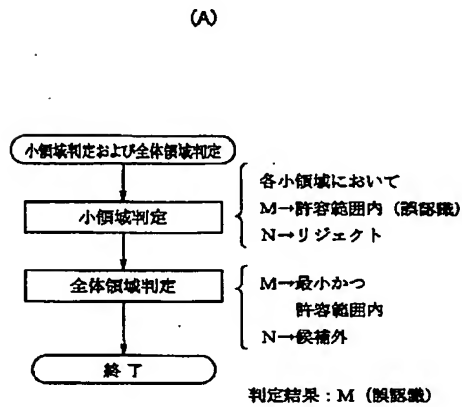 (A)
小領域判定および全体領域判定
各小領域において
M→許容範囲内（誤認識）
N→リジェクト
小領域判定
全体領域判定
M→最小かつ
許容範囲内
N→候補外
終了
判定結果：M（誤認識）